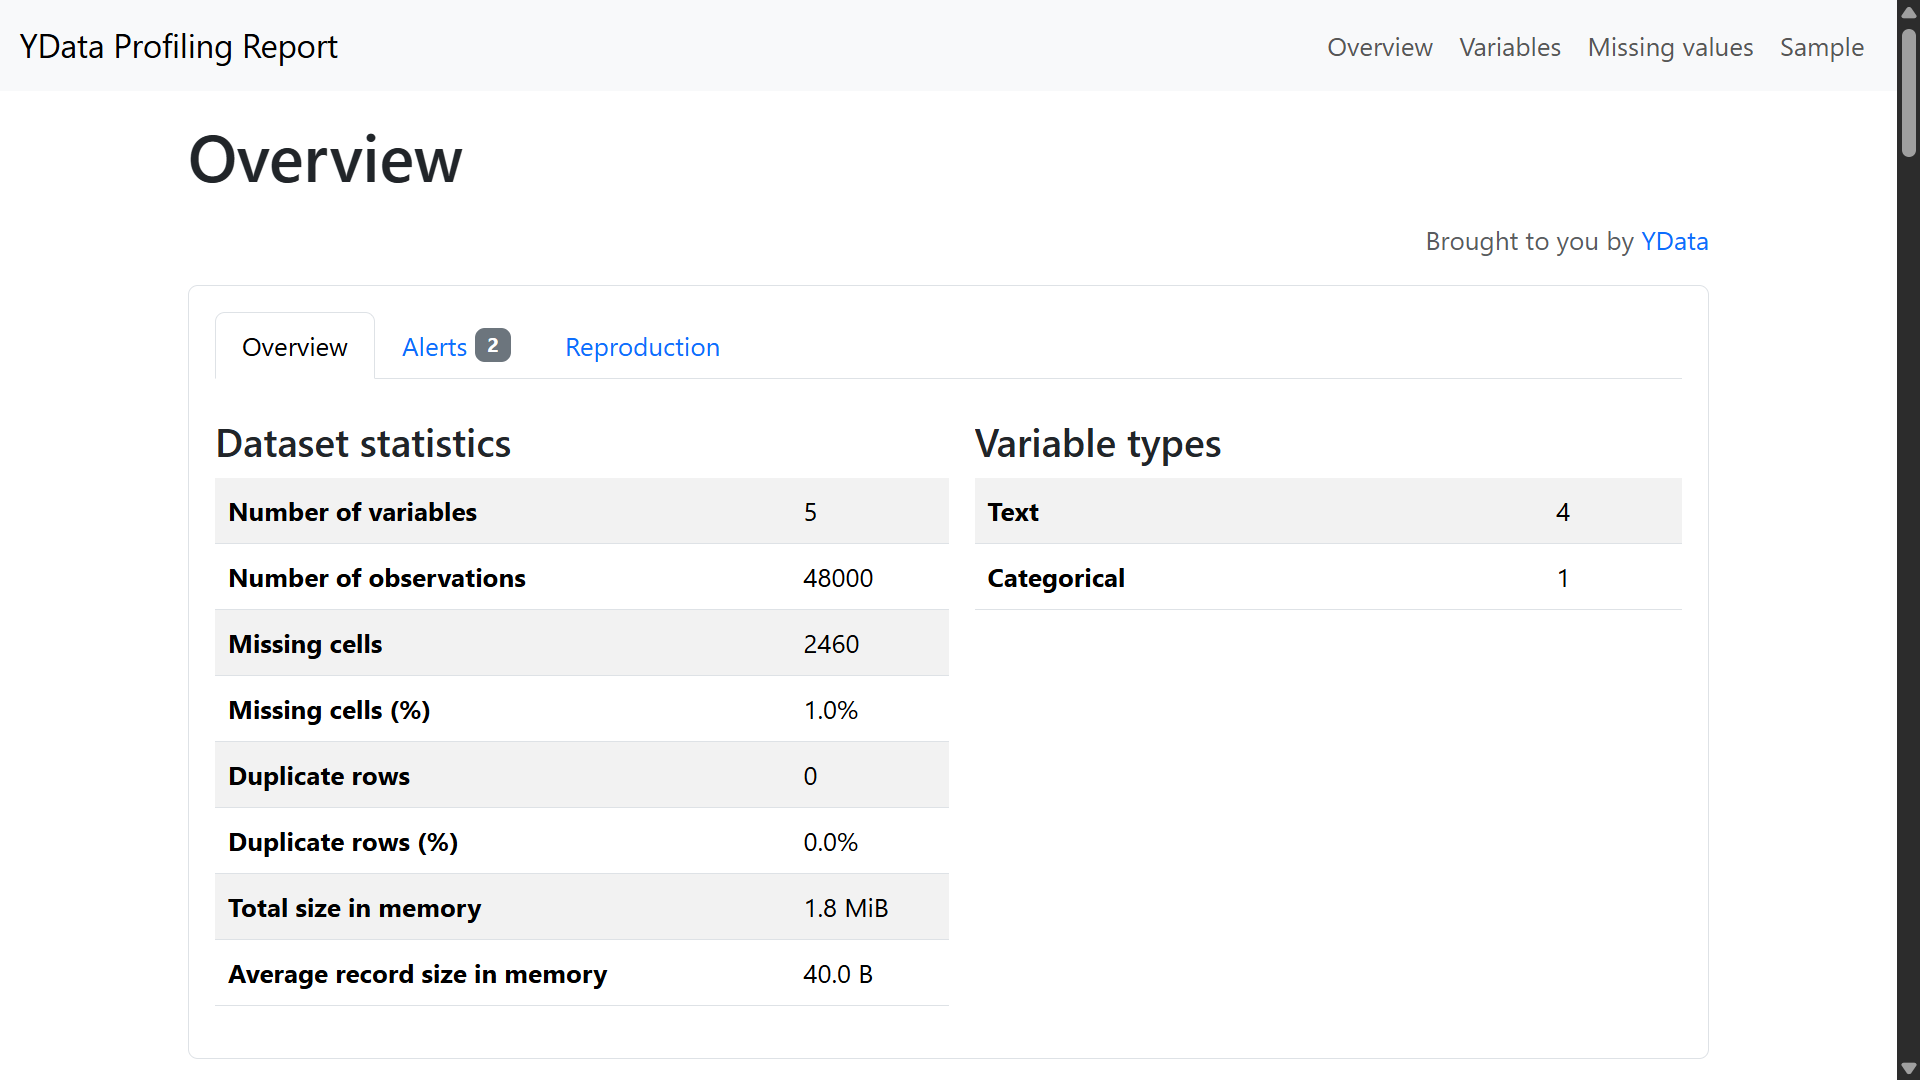 YData Profiling Report
Overview Variables Missing values Sample
Overview
Brought to you by YData
Overview Alerts 2 Reproduction
Dataset statistics
Number of variables 5
Number of observations 48000
Missing cells 2460
Missing cells (%) 1.0%
Duplicate rows 0
Duplicate rows (%) 0.0%
Total size in memory 1.8 MiB
Average record size in memory 40.0 B
Variable types
Text 4
Categorical 1